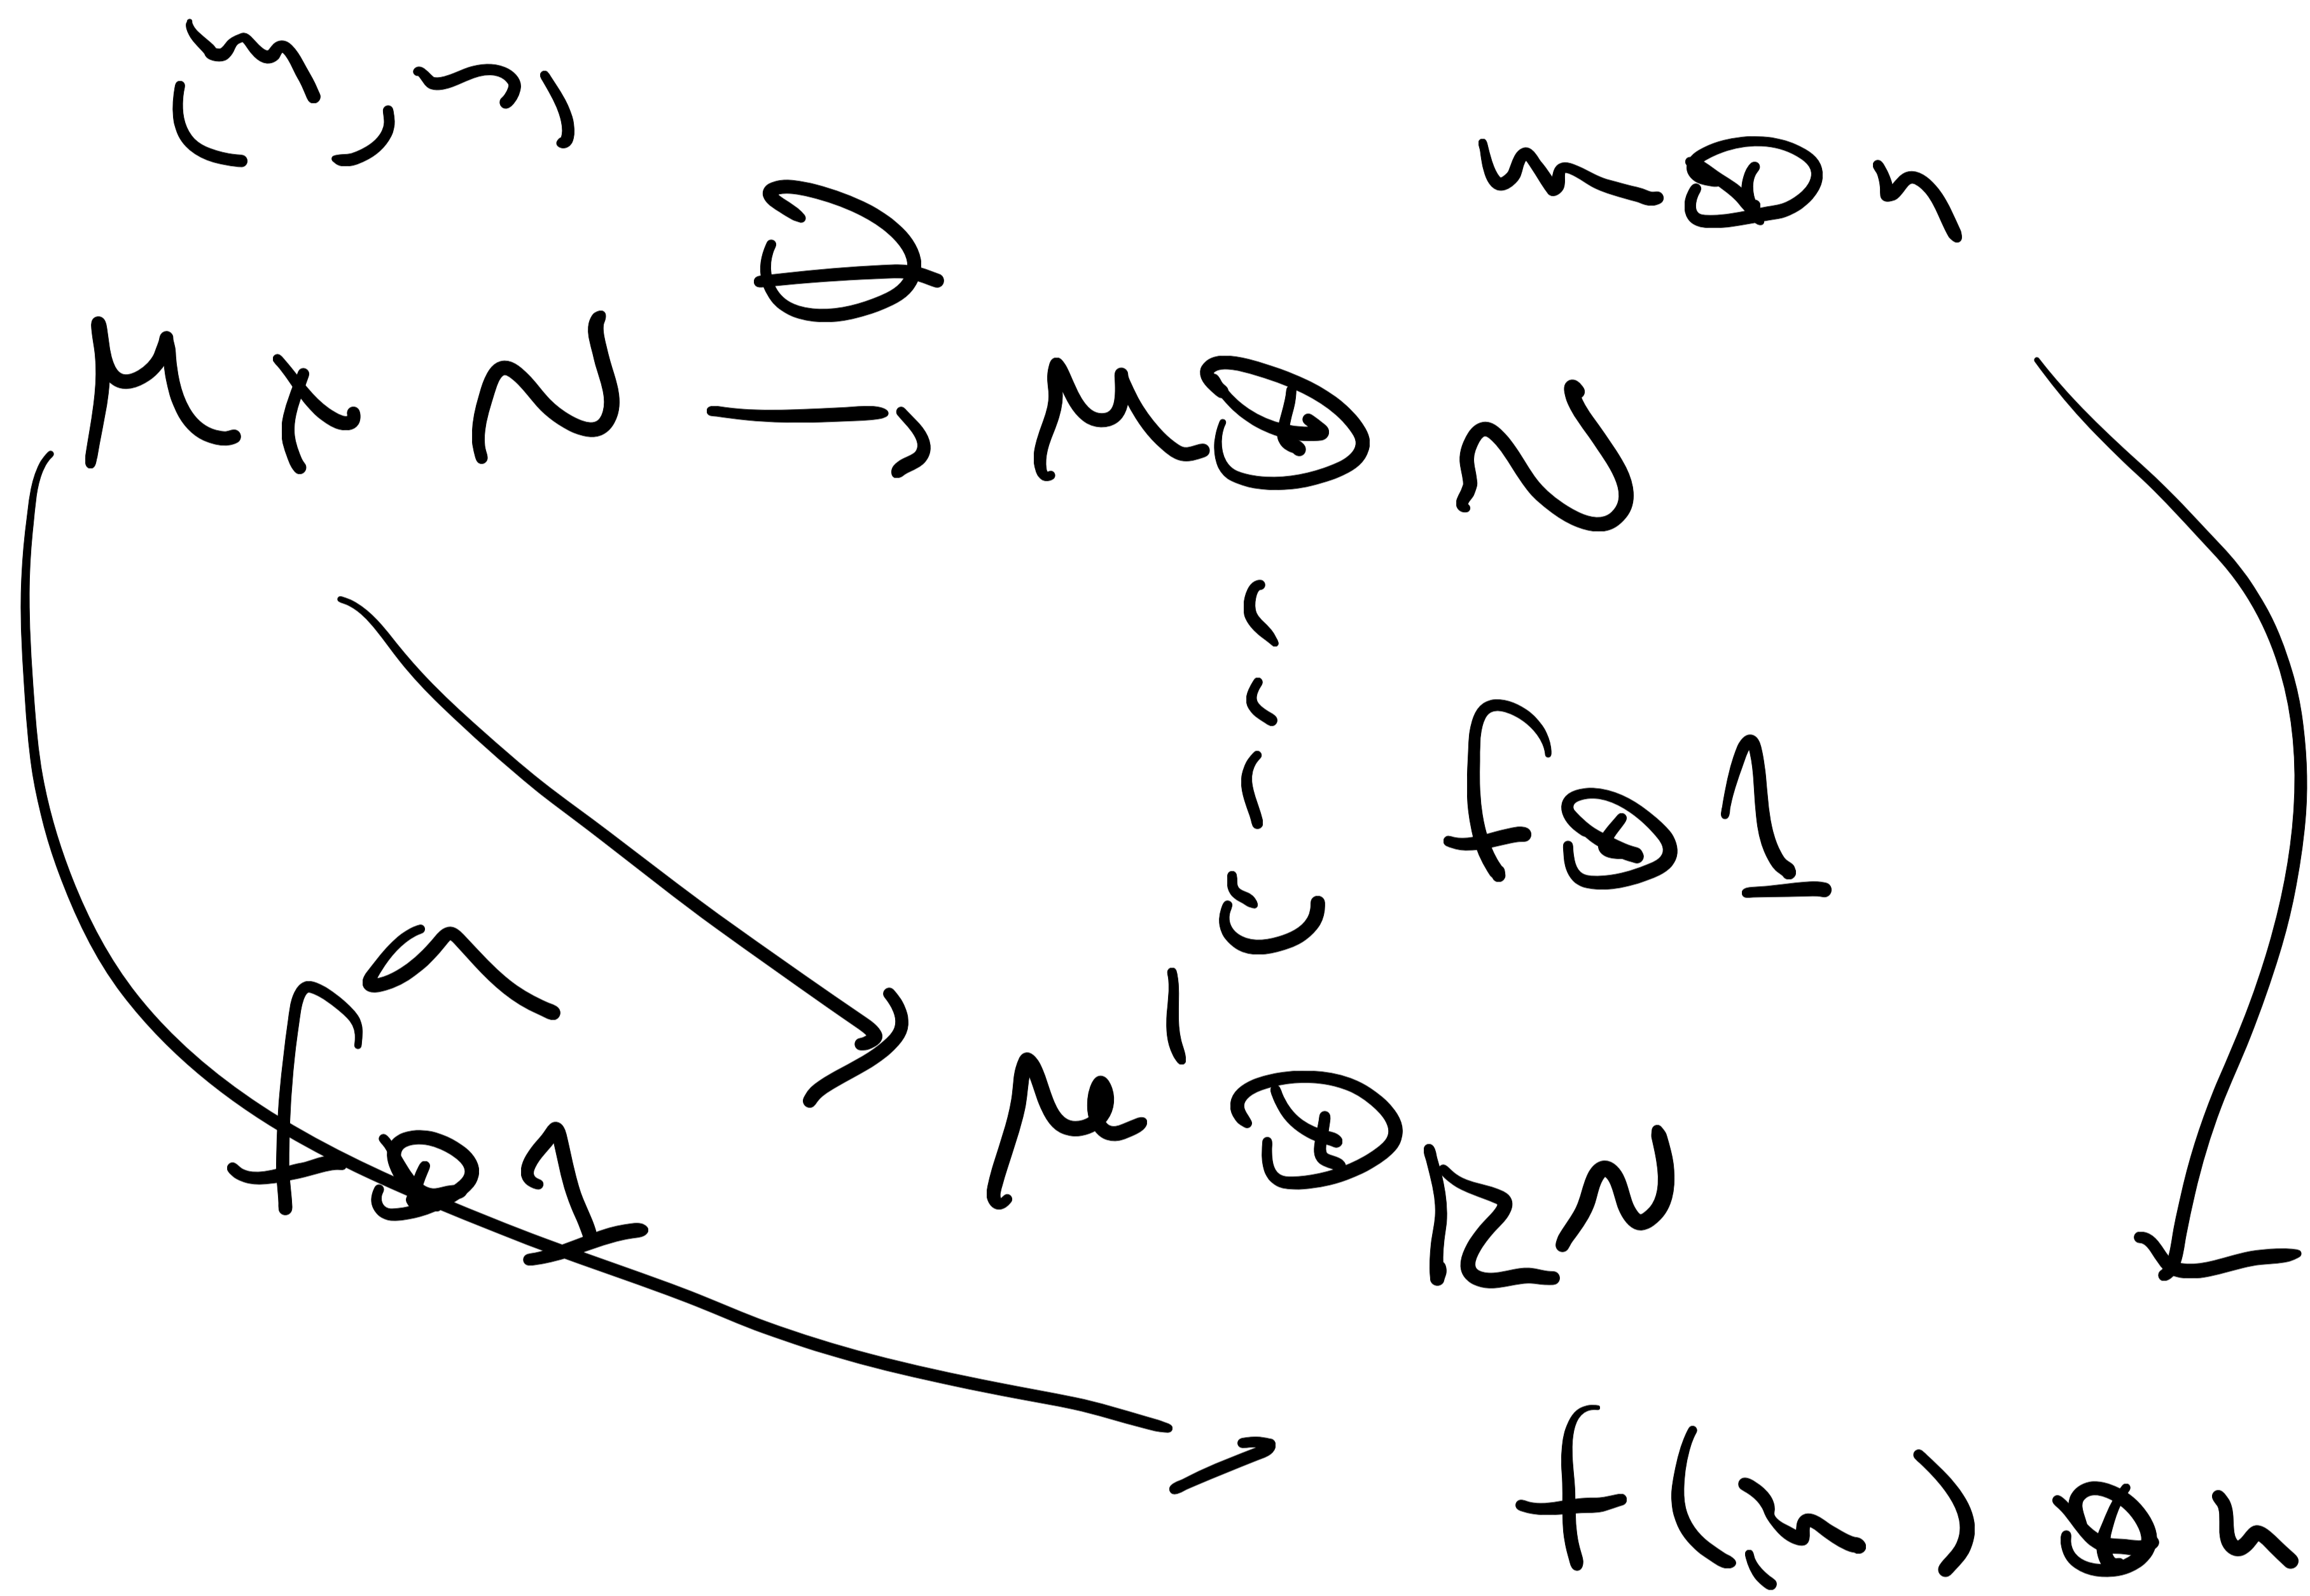 (m, n) m ⊗ n
⊗
M × N → M ⊗ N
f ⊗ 1
f ⊗ 1
M' ⊗_R N
f(m) ⊗ n